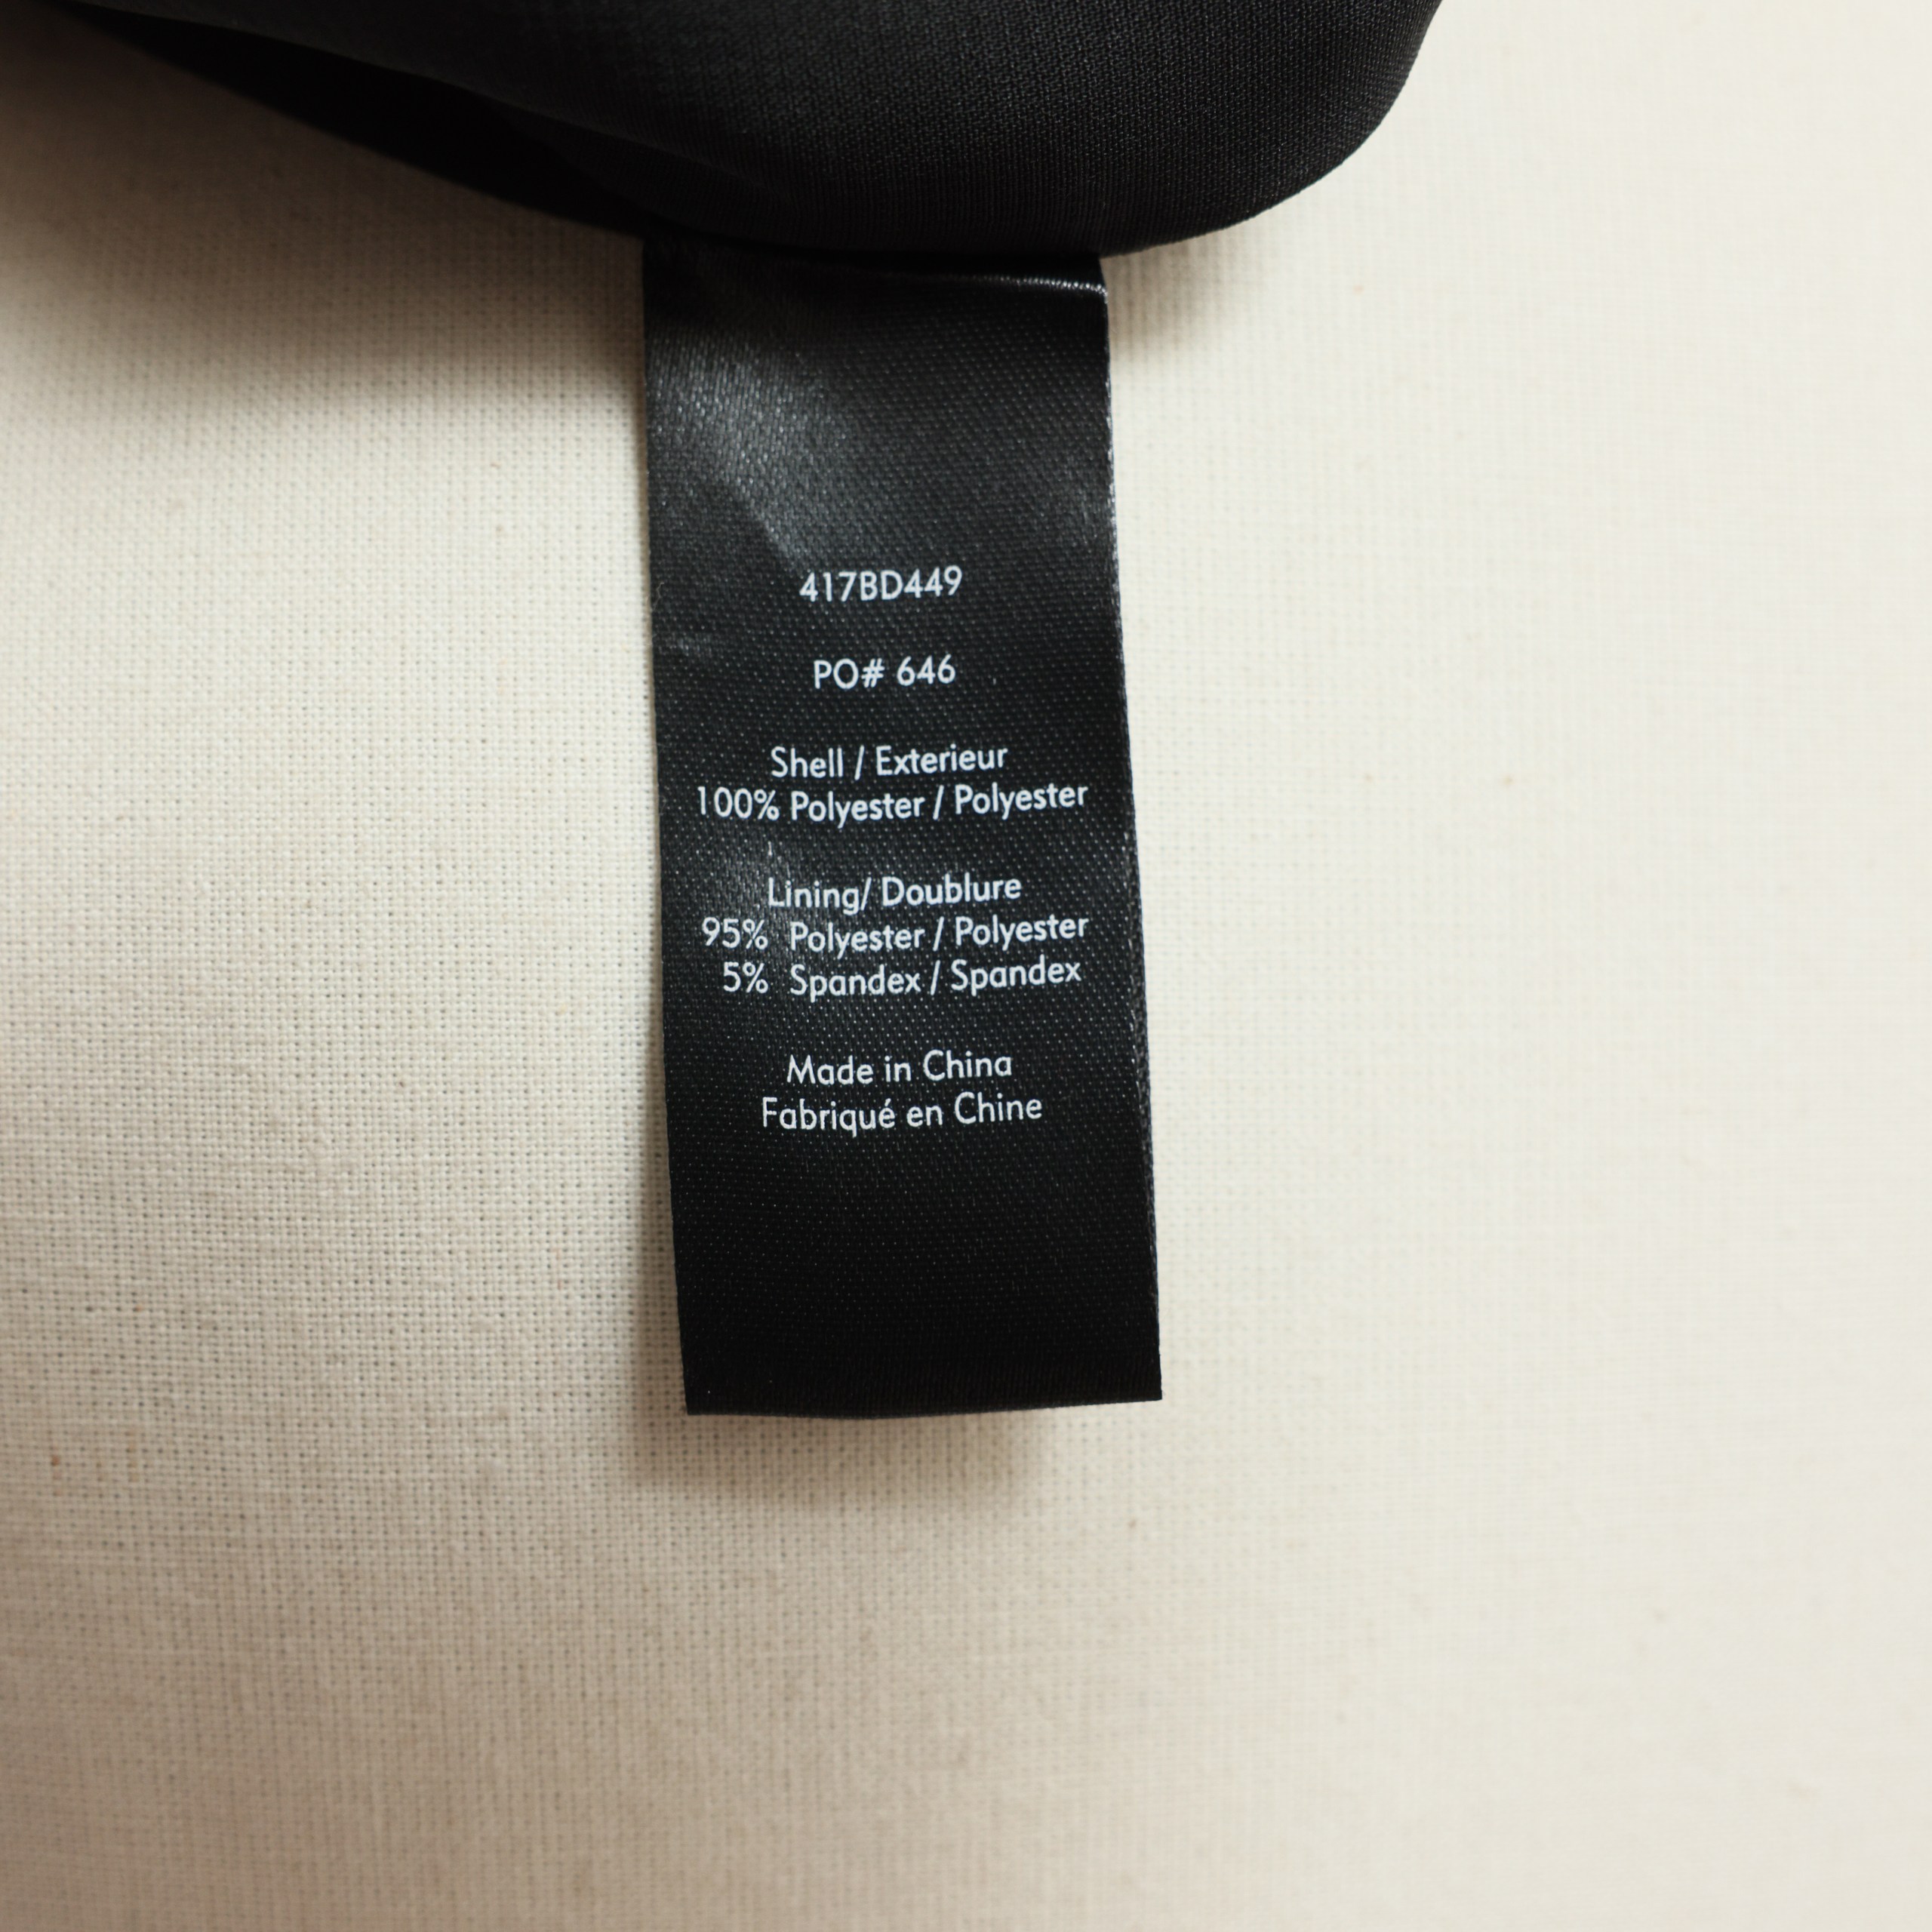 417BD449
PO# 646
Shell / Exterieur
100% Polyester / Polyester
Lining/ Doublure
95% Polyester / Polyester
5% Spandex / Spandex
Made in China
Fabriqué en Chine